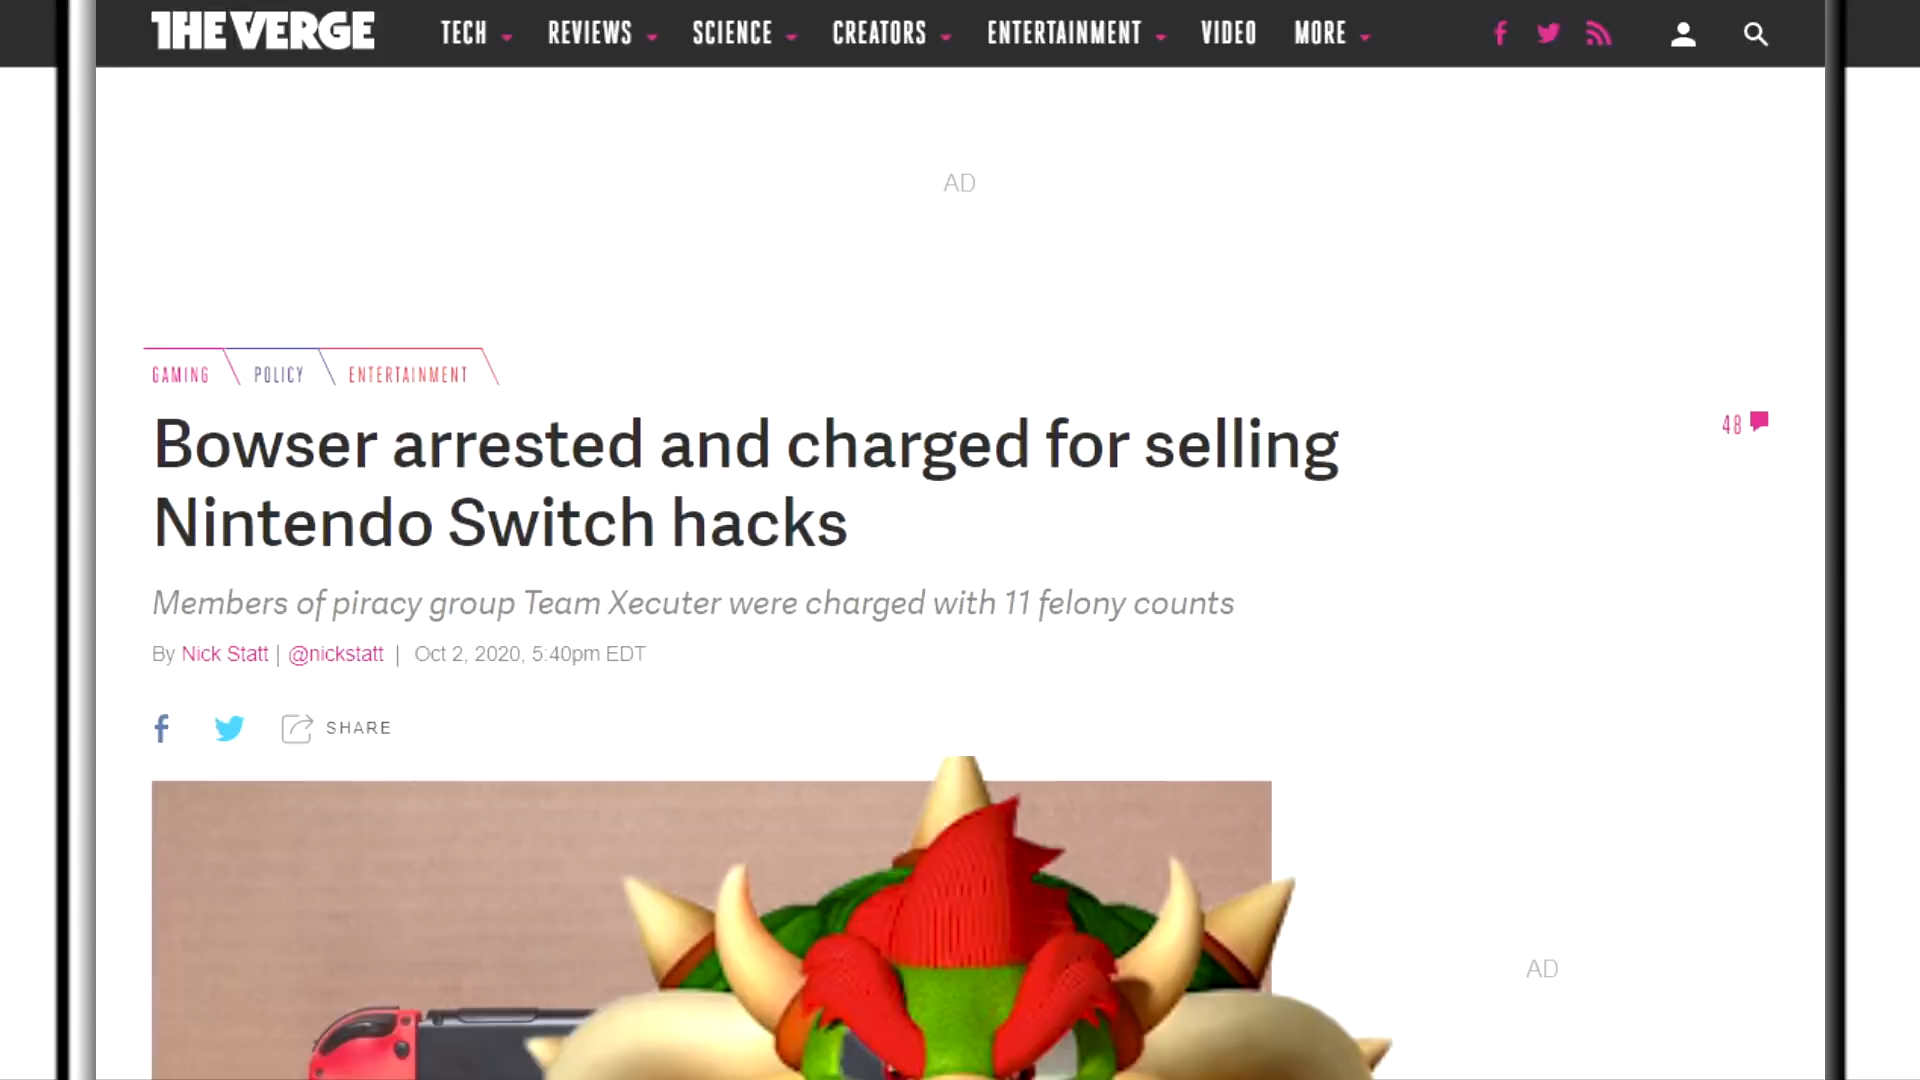 THE VERGE
TECH REVIEWS SCIENCE CREATORS ENTERTAINMENT VIDEO MORE
AD
GAMING POLICY ENTERTAINMENT
Bowser arrested and charged for selling
Nintendo Switch hacks
48
Members of piracy group Team Xecuter were charged with 11 felony counts
By Nick Statt | @nickstatt | Oct 2, 2020, 5:40pm EDT
SHARE
AD